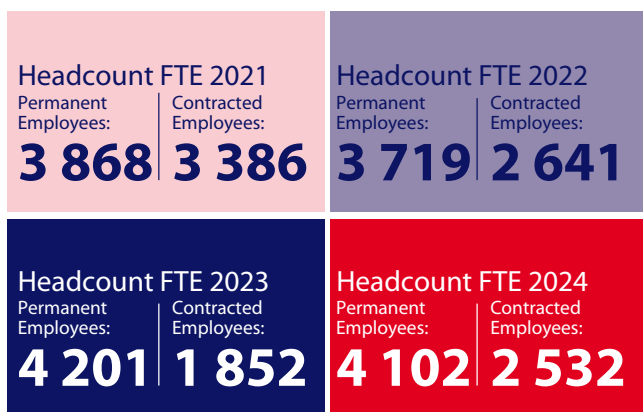 Headcount FTE 2021
Permanent Employees:
3 868
Contracted Employees:
3 386
Headcount FTE 2022
Permanent Employees:
3 719
Contracted Employees:
2 641
Headcount FTE 2023
Permanent Employees:
4 201
Contracted Employees:
1 852
Headcount FTE 2024
Permanent Employees:
4 102
Contracted Employees:
2 532